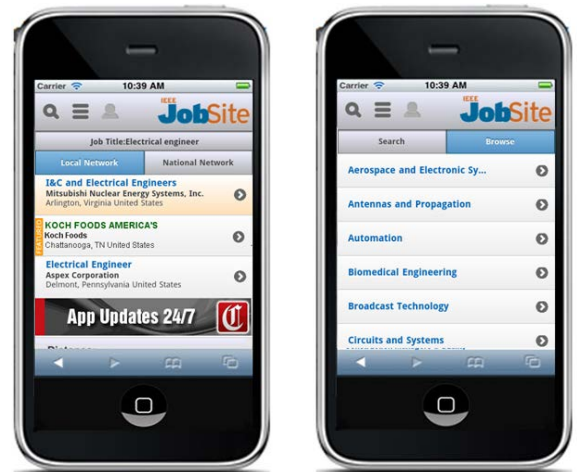 Carrier 10:39 AM
IEEE
JobSite
Job Title:Electrical engineer
Local Network National Network
I&C and Electrical Engineers
Mitsubishi Nuclear Energy Systems, Inc.
Arlington, Virginia United States
FEATURED
KOCH FOODS AMERICA'S
Koch Foods
Chattanooga, TN United States
Electrical Engineer
Aspex Corporation
Delmont, Pennsylvania United States
App Updates 24/7
Carrier 10:39 AM
IEEE
JobSite
Search Browse
Aerospace and Electronic Sy...
Antennas and Propagation
Automation
Biomedical Engineering
Broadcast Technology
Circuits and Systems